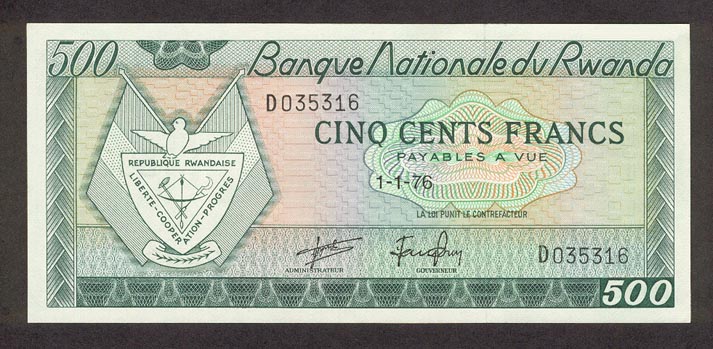 500
Banque Nationale du Rwanda
D035316
CINQ CENTS FRANCS
PAYABLES A VUE
REPUBLIQUE RWANDAISE
LIBERTE-COOPERATION-PROGRES
1-1-76
LA LOI PUNIT LE CONTREFACTEUR
ADMINISTRATEUR
GOUVERNEUR
D035316
500